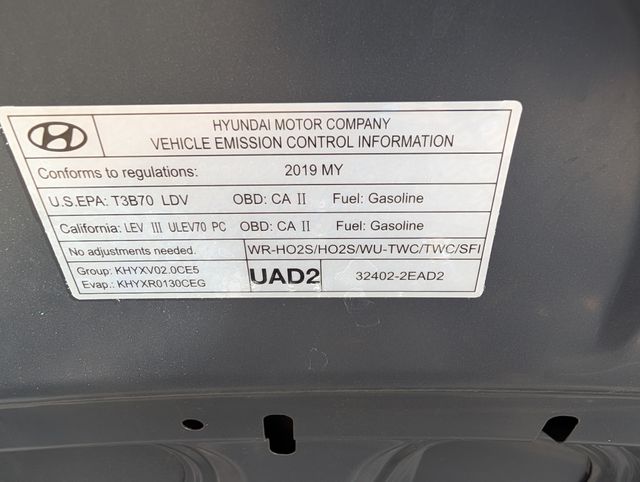 HYUNDAI MOTOR COMPANY
VEHICLE EMISSION CONTROL INFORMATION
Conforms to regulations: 2019 MY
U.S.EPA: T3B70 LDV OBD: CA II Fuel: Gasoline
California: LEV III ULEV70 PC OBD: CA II Fuel: Gasoline
No adjustments needed. WR-HO2S/HO2S/WU-TWC/TWC/SFI
Group: KHYXV02.0CE5
Evap.: KHYXR0130CEG
UAD2
32402-2EAD2